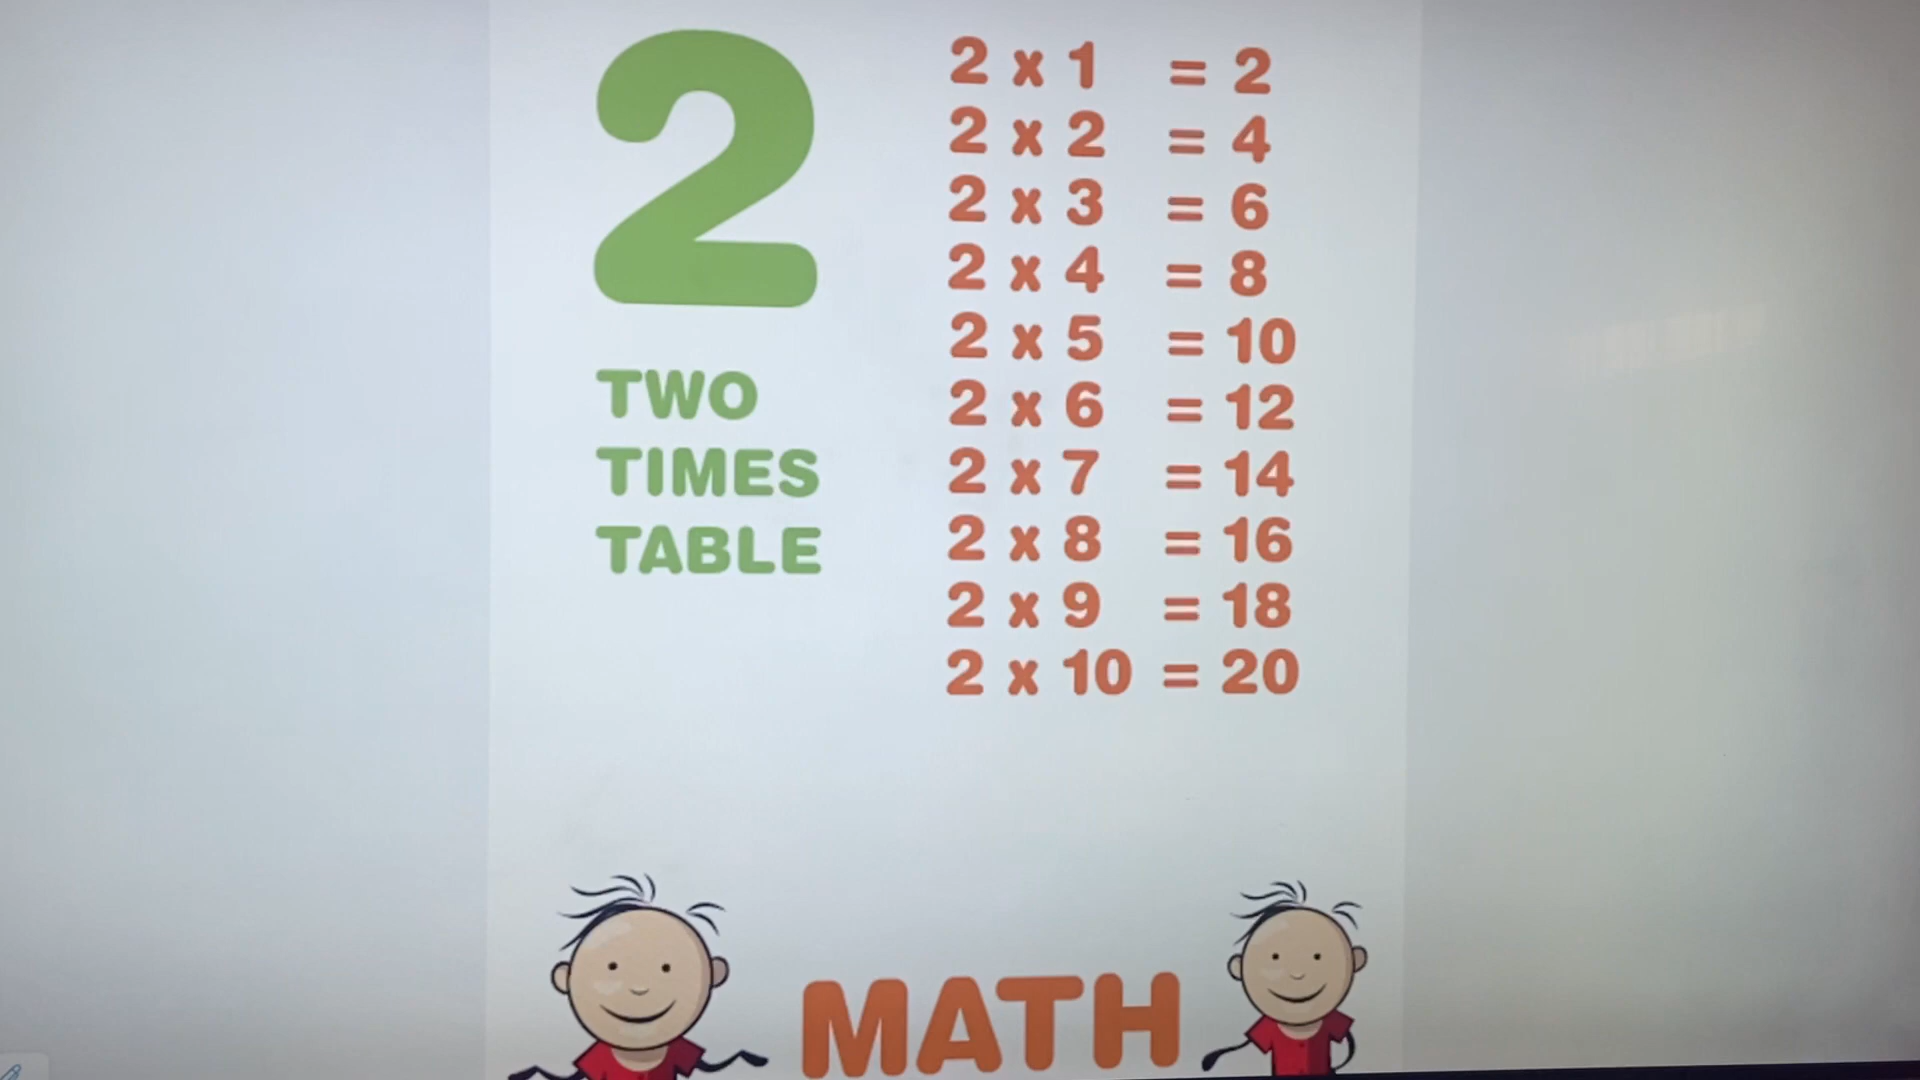 2
TWO
TIMES
TABLE
2 x 1 = 2
2 x 2 = 4
2 x 3 = 6
2 x 4 = 8
2 x 5 = 10
2 x 6 = 12
2 x 7 = 14
2 x 8 = 16
2 x 9 = 18
2 x 10 = 20
MATH